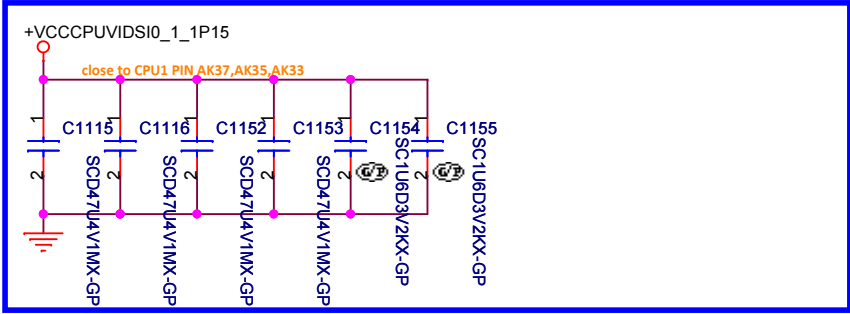 +VCCCPUVIDSI0_1_1P15
close to CPU1 PIN AK37,AK35,AK33
1 C1115
1 C1116
1 C1152
1 C1153
1 C1154
1 C1155
2 SCD47U4V1MX-GP
2 SCD47U4V1MX-GP
2 SCD47U4V1MX-GP
2 SCD47U4V1MX-GP
2 G/P SC1U6D3V2KX-GP
2 G/P SC1U6D3V2KX-GP